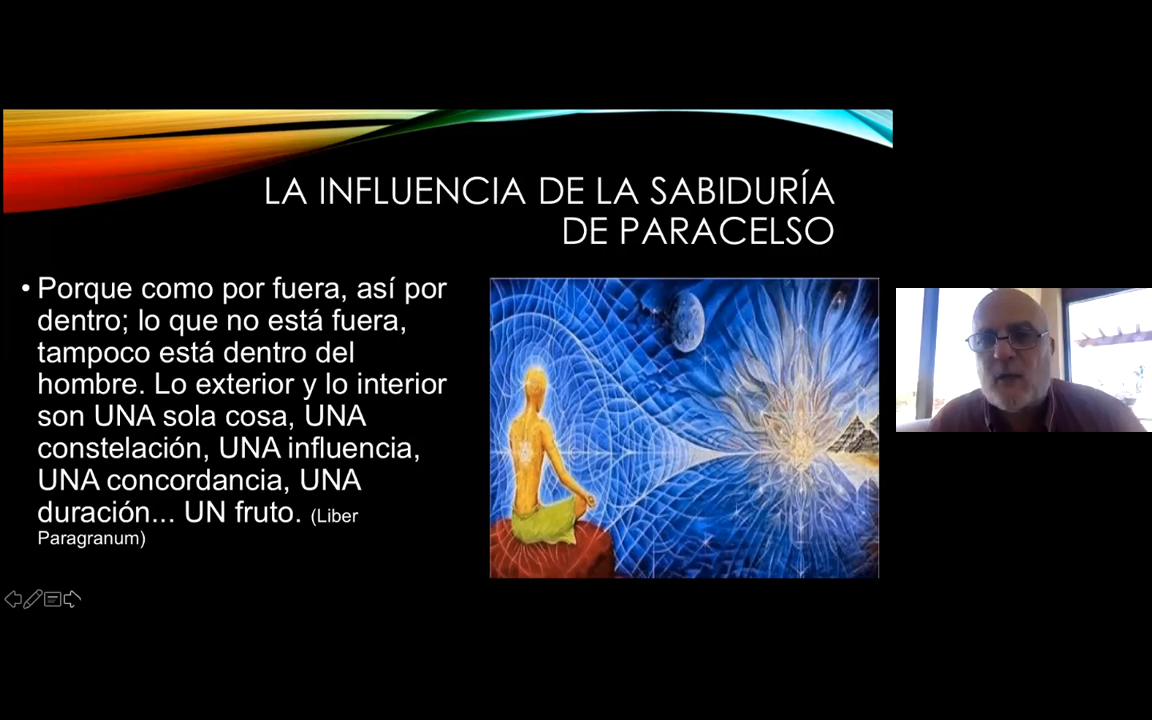 LA INFLUENCIA DE LA SABIDURÍA
DE PARACELSO
• Porque como por fuera, así por
dentro; lo que no está fuera,
tampoco está dentro del
hombre. Lo exterior y lo interior
son UNA sola cosa, UNA
constelación, UNA influencia,
UNA concordancia, UNA
duración... UN fruto. (Liber
Paragranum)